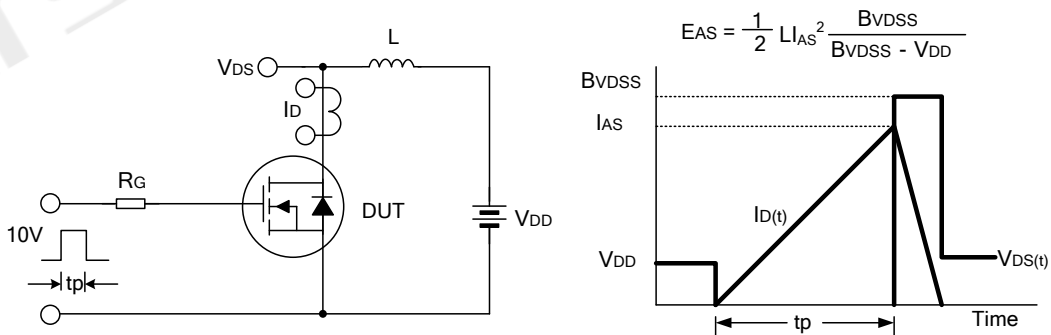 L
VDS
ID
RG
10V
tp
DUT
VDD
EAS = 1/2 LIAS² BVDSS / (BVDSS - VDD)
BVDSS
IAS
ID(t)
VDD
VDS(t)
tp
Time